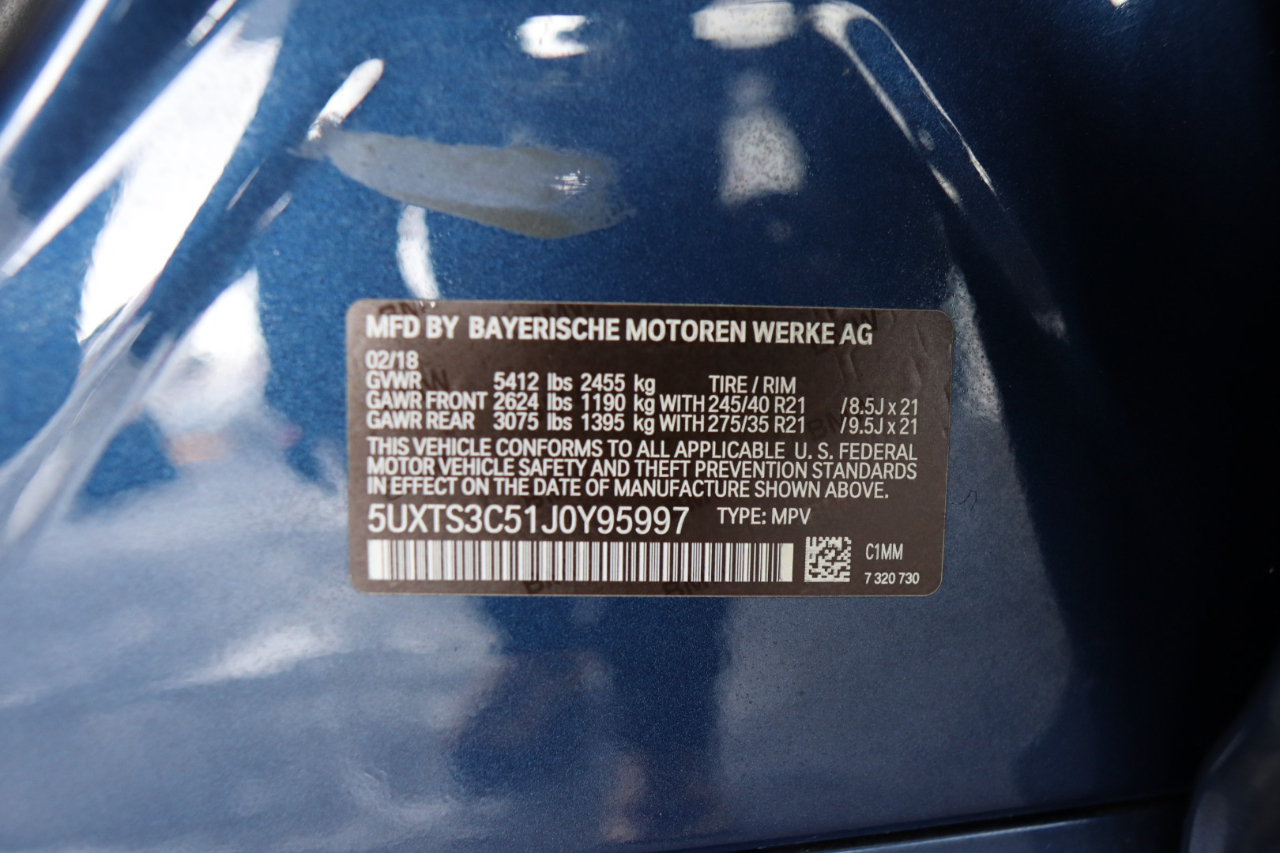 MFD BY BAYERISCHE MOTOREN WERKE AG
02/18
GVWR 5412 lbs 2455 kg TIRE / RIM
GAWR FRONT 2624 lbs 1190 kg WITH 245/40 R21 / 8.5J x 21
GAWR REAR 3075 lbs 1395 kg WITH 275/35 R21 / 9.5J x 21
THIS VEHICLE CONFORMS TO ALL APPLICABLE U. S. FEDERAL
MOTOR VEHICLE SAFETY AND THEFT PREVENTION STANDARDS
IN EFFECT ON THE DATE OF MANUFACTURE SHOWN ABOVE.
5UXTS3C51J0Y95997 TYPE: MPV
C1MM
7 320 730